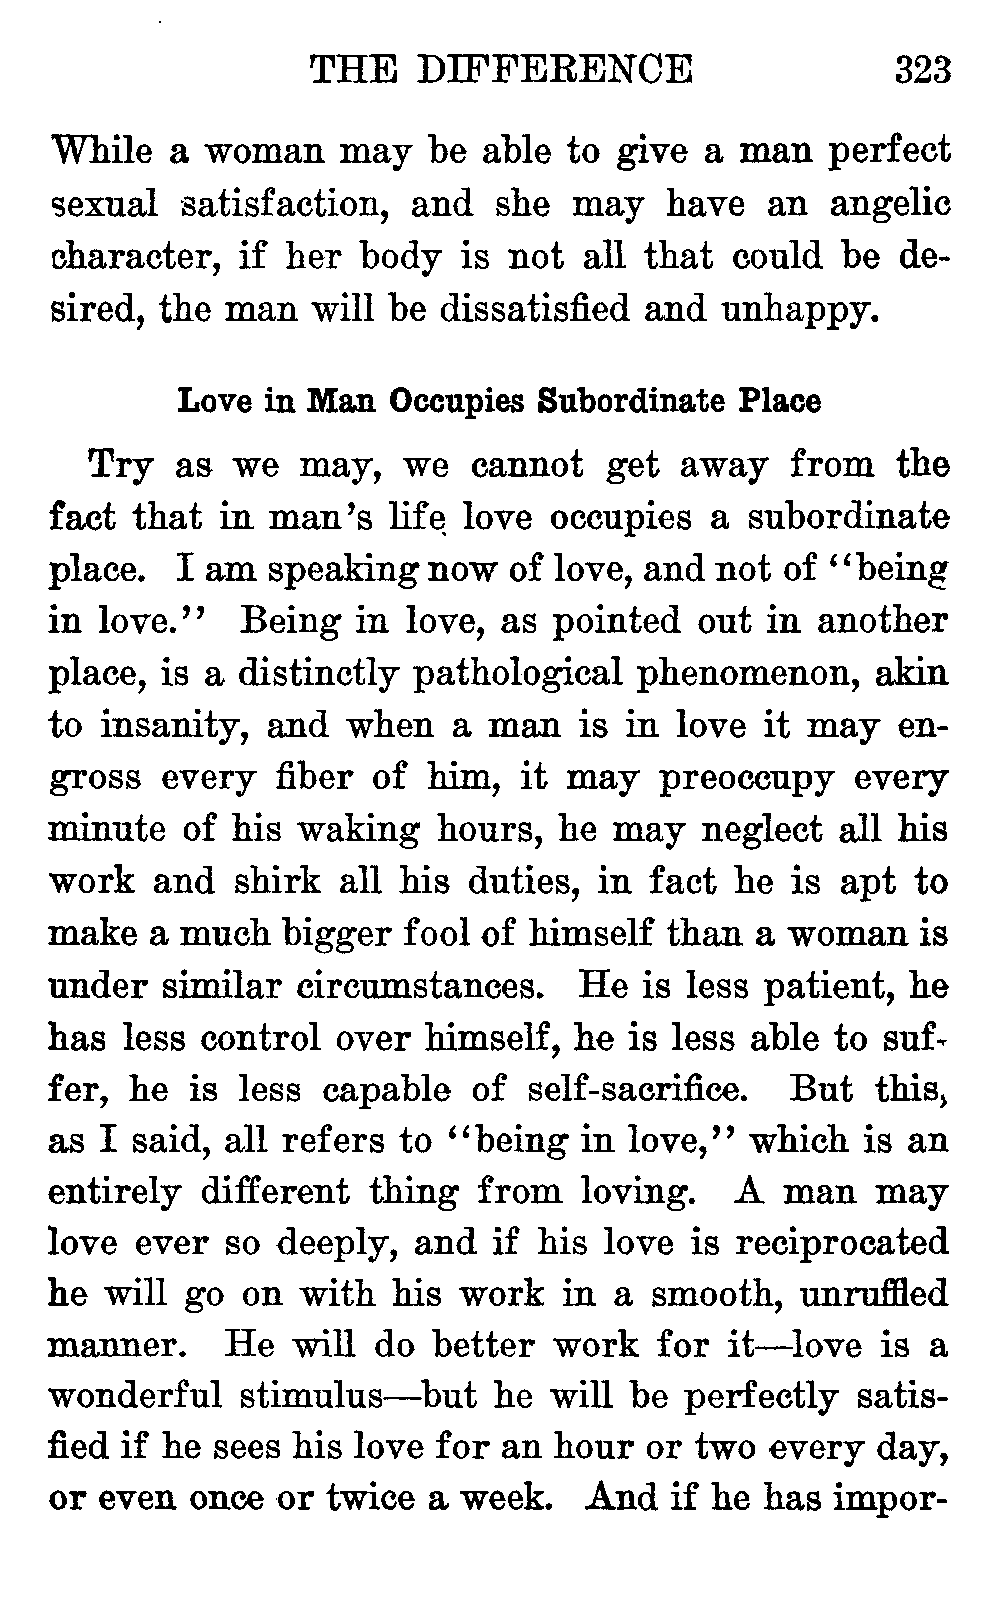 THE DIFFERENCE 323
While a woman may be able to give a man perfect
sexual satisfaction, and she may have an angelic
character, if her body is not all that could be de-
sired, the man will be dissatisfied and unhappy.
Love in Man Occupies Subordinate Place
Try as we may, we cannot get away from the
fact that in man's life love occupies a subordinate
place. I am speaking now of love, and not of "being
in love." Being in love, as pointed out in another
place, is a distinctly pathological phenomenon, akin
to insanity, and when a man is in love it may en-
gross every fiber of him, it may preoccupy every
minute of his waking hours, he may neglect all his
work and shirk all his duties, in fact he is apt to
make a much bigger fool of himself than a woman is
under similar circumstances. He is less patient, he
has less control over himself, he is less able to suf-
fer, he is less capable of self-sacrifice. But this,
as I said, all refers to "being in love," which is an
entirely different thing from loving. A man may
love ever so deeply, and if his love is reciprocated
he will go on with his work in a smooth, unruffled
manner. He will do better work for it—love is a
wonderful stimulus—but he will be perfectly satis-
fied if he sees his love for an hour or two every day,
or even once or twice a week. And if he has impor-